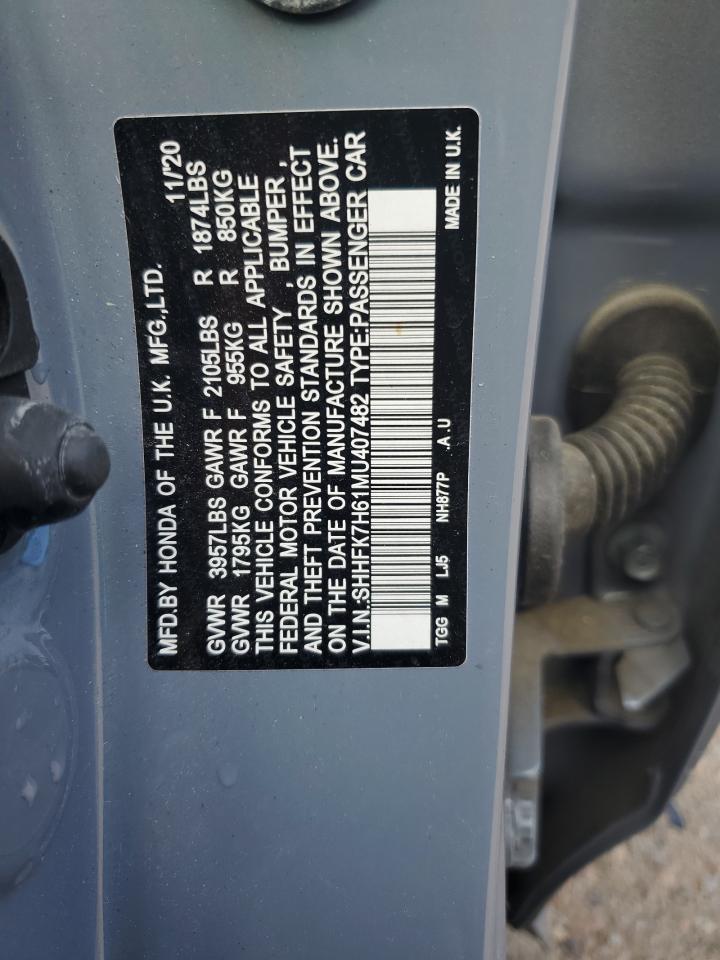 MFD.BY HONDA OF THE U.K. MFG.,LTD. 11/'20
GVWR 3957LBS GAWR F 2105LBS R 1874LBS
GVWR 1795KG GAWR F 955KG R 850KG
THIS VEHICLE CONFORMS TO ALL APPLICABLE
FEDERAL MOTOR VEHICLE SAFETY , BUMPER ,
AND THEFT PREVENTION STANDARDS IN EFFECT
ON THE DATE OF MANUFACTURE SHOWN ABOVE.
V.I.N.:SHHFK7H61MU407482 TYPE:PASSENGER CAR
TGG M LJ5 NH877P .A.U MADE IN U.K.